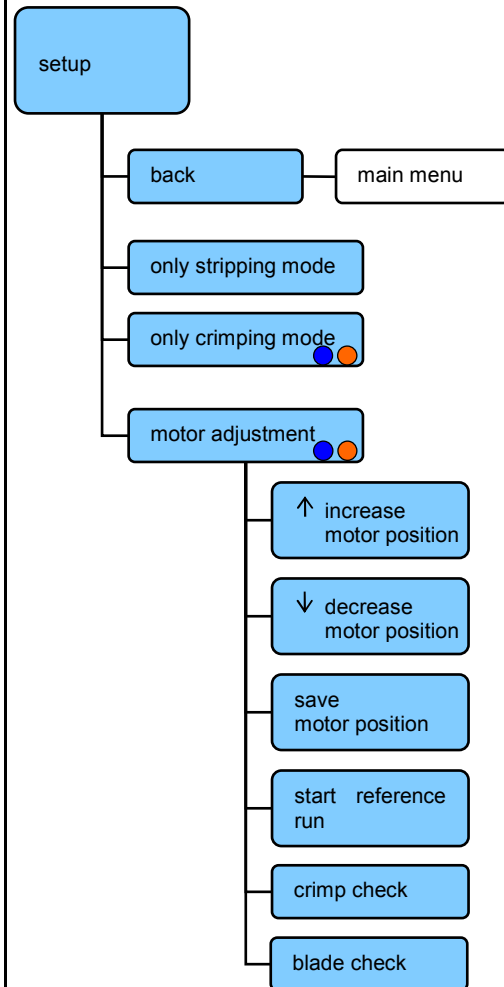 setup
back
main menu
only stripping mode
only crimping mode
motor adjustment
↑ increase
motor position
↓ decrease
motor position
save
motor position
start reference
run
crimp check
blade check